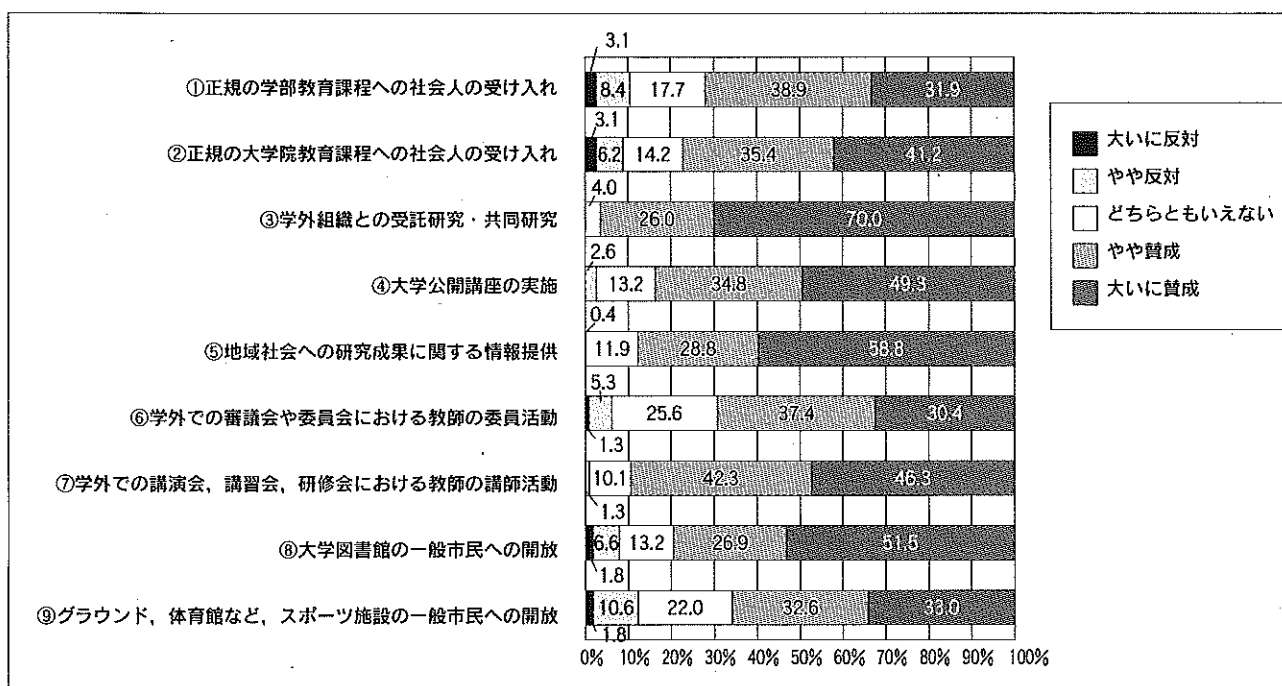 3.1
①正規の学部教育課程への社会人の受け入れ 8.4 17.7 38.9 31.9
3.1
②正規の大学院教育課程への社会人の受け入れ 6.2 14.2 35.4 41.2
4.0
③学外組織との受託研究・共同研究 26.0 70.0
2.6
④大学公開講座の実施 13.2 34.8 49.3
0.4
⑤地域社会への研究成果に関する情報提供 11.9 28.8 58.8
5.3
⑥学外での審議会や委員会における教師の委員活動 25.6 37.4 30.4
1.3
⑦学外での講演会，講習会，研修会における教師の講師活動 10.1 42.3 46.3
1.3
⑧大学図書館の一般市民への開放 6.6 13.2 26.9 51.5
1.8
⑨グラウンド，体育館など，スポーツ施設の一般市民への開放 10.6 22.0 32.6 33.0
1.8
0% 10% 20% 30% 40% 50% 60% 70% 80% 90% 100%
大いに反対
やや反対
どちらともいえない
やや賛成
大いに賛成